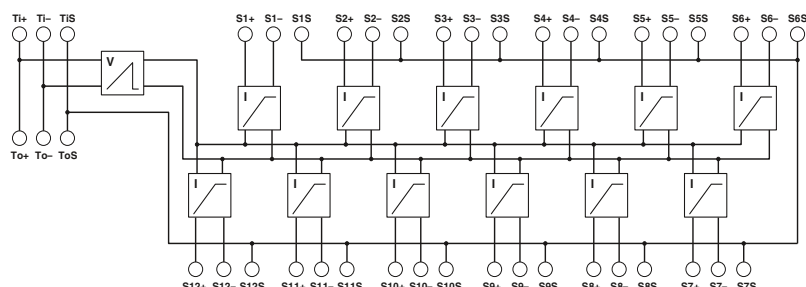 Ti+ Ti– TiS S1+ S1– S1S S2+ S2– S2S S3+ S3– S3S S4+ S4– S4S S5+ S5– S5S S6+ S6– S6S
V
I I I I I I
To+ To– ToS
I I I I I I
S12+ S12– S12S S11+ S11– S11S S10+ S10– S10S S9+ S9– S9S S8+ S8– S8S S7+ S7– S7S